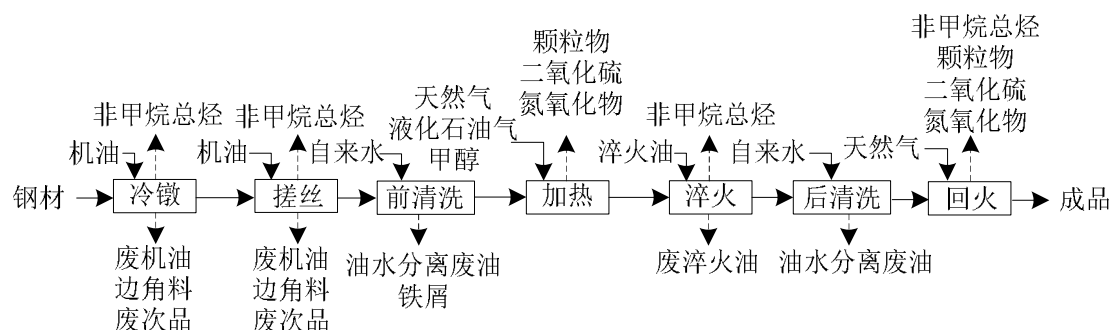 非甲烷总烃
颗粒物
二氧化硫
氮氧化物
颗粒物
二氧化硫
氮氧化物
天然气
液化石油气
甲醇
非甲烷总烃
非甲烷总烃
非甲烷总烃
机油
机油
自来水
淬火油
自来水
天然气
钢材
冷镦
搓丝
前清洗
加热
淬火
后清洗
回火
成品
废机油
边角料
废次品
废机油
边角料
废次品
油水分离废油
铁屑
废淬火油
油水分离废油